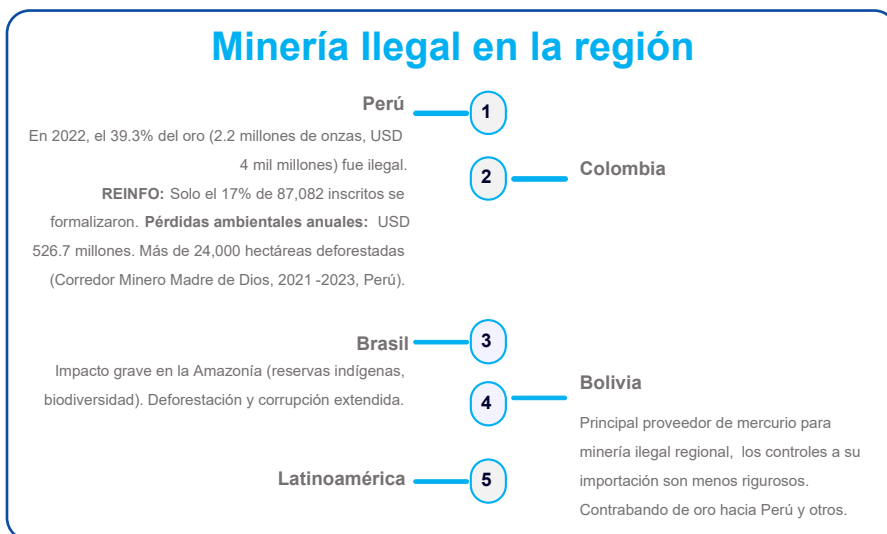 Minería Ilegal en la región
Perú
1
En 2022, el 39.3% del oro (2.2 millones de onzas, USD
4 mil millones) fue ilegal.
REINFO: Solo el 17% de 87,082 inscritos se
formalizaron. Pérdidas ambientales anuales: USD
526.7 millones. Más de 24,000 hectáreas deforestadas
(Corredor Minero Madre de Dios, 2021 -2023, Perú).
2
Colombia
Brasil
3
Impacto grave en la Amazonía (reservas indígenas,
biodiversidad). Deforestación y corrupción extendida.
4
Bolivia
Principal proveedor de mercurio para
minería ilegal regional, los controles a su
importación son menos rigurosos.
Contrabando de oro hacia Perú y otros.
Latinoamérica
5